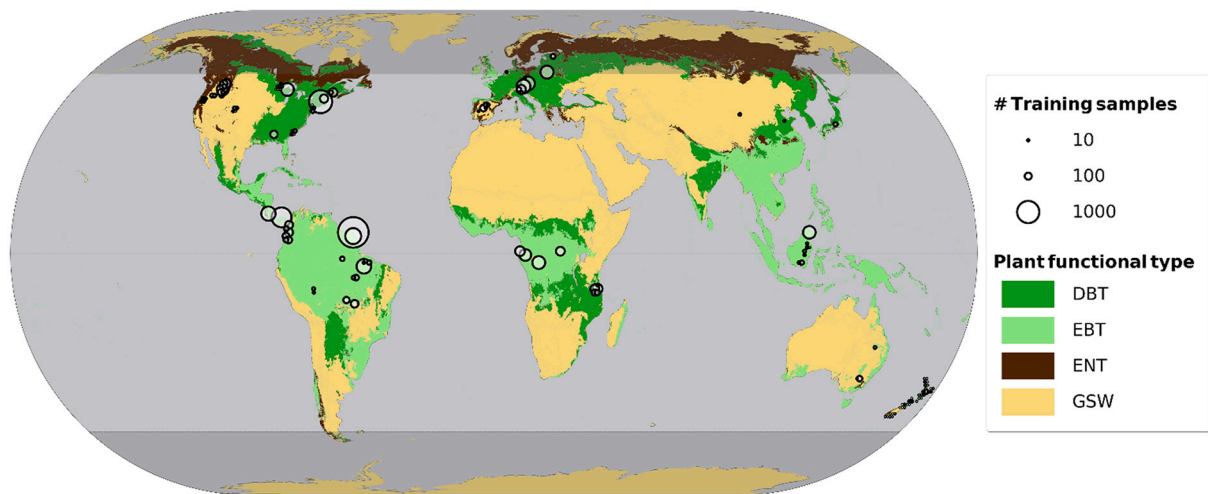 # Training samples
10
100
1000
Plant functional type
DBT
EBT
ENT
GSW